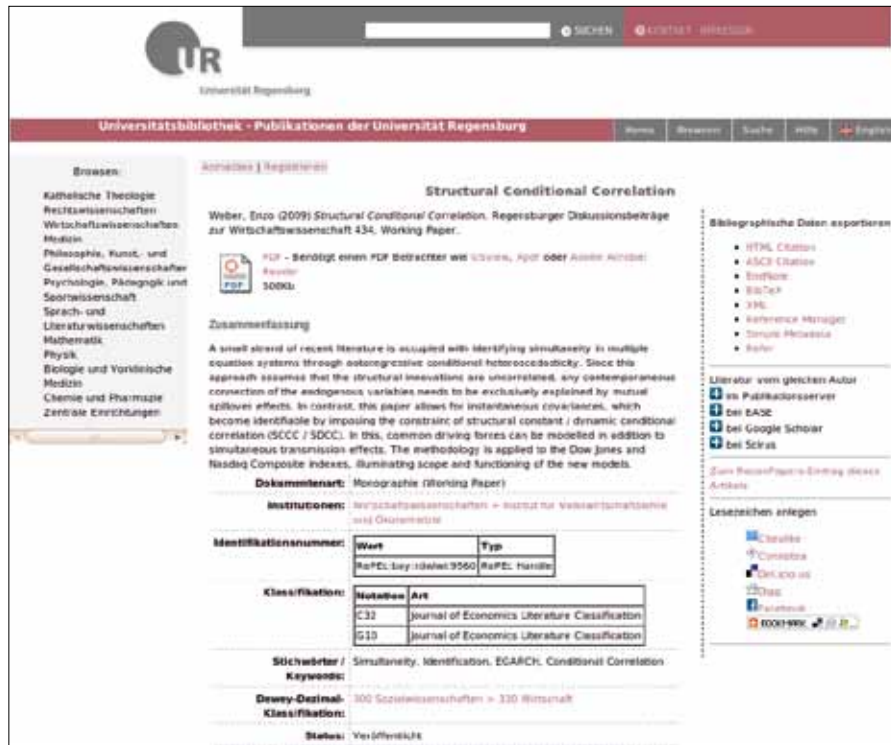 SUCHEN KONTAKT IMPRESSUM
UR
Universität Regensburg
Universitätsbibliothek - Publikationen der Universität Regensburg
Home Browsen Suche Hilfe English
Browsen:
Katholische Theologie
Rechtswissenschaften
Wirtschaftswissenschaften
Medizin
Philosophie, Kunst,- und
Gesellschaftswissenschafter
Psychologie, Pädagogik und
Sportwissenschaft
Sprach- und
Literaturwissenschaften
Mathematik
Physik
Biologie und Vorklinische
Medizin
Chemie und Pharmazie
Zentrale Einrichtungen
Anmelden | Registrieren
Structural Conditional Correlation
Weber, Enzo (2009) Structural Conditional Correlation. Regensburger Diskussionsbeiträge
zur Wirtschaftswissenschaft 434, Working Paper.
PDF
PDF - Benötigt einen PDF Betrachter wie GSview, Xpdf oder Adobe Acrobat
Reader
500Kb
Zusammenfassung
A small strand of recent literature is occupied with identifying simultaneity in multiple
equation systems through autoregressive conditional heteroscedasticity. Since this
approach assumes that the structural innovations are uncorrelated, any contemporaneous
connection of the endogenous variables needs to be exclusively explained by mutual
spillover effects. In contrast, this paper allows for instantaneous covariances, which
become identifiable by imposing the constraint of structural constant / dynamic conditional
correlation (SCCC / SDCC). In this, common driving forces can be modelled in addition to
simultaneous transmission effects. The methodology is applied to the Dow Jones and
Nasdaq Composite indexes, illuminating scope and functioning of the new models.
Dokumentenart: Monographie (Working Paper)
Institutionen: Wirtschaftswissenschaften > Institut für Volkswirtschaftslehre
und Ökonometrie
Identifikationsnummer:
Wert Typ
RePEc:bay:rdwiwi:9560 RePEc Handle
Klassifikation:
Notation Art
C32 Journal of Economics Literature Classification
G10 Journal of Economics Literature Classification
Stichwörter / Keywords: Simultaneity, Identification, EGARCH, Conditional Correlation
Dewey-Dezimal-Klassifikation: 300 Sozialwissenschaften > 330 Wirtschaft
Status: Veröffentlicht
Bibliographische Daten exportieren
HTML Citation
ASCII Citation
EndNote
BibTeX
XML
Reference Manager
Simple Metadata
Refer
Literatur vom gleichen Autor
im Publikationsserver
bei BASE
bei Google Scholar
bei Scirus
Zum RePEc/Papers-Eintrag dieses
Artikels
Lesezeichen anlegen
Citeulike
Connotea
Del.icio.us
Digg
Facebook
BOOKMARK